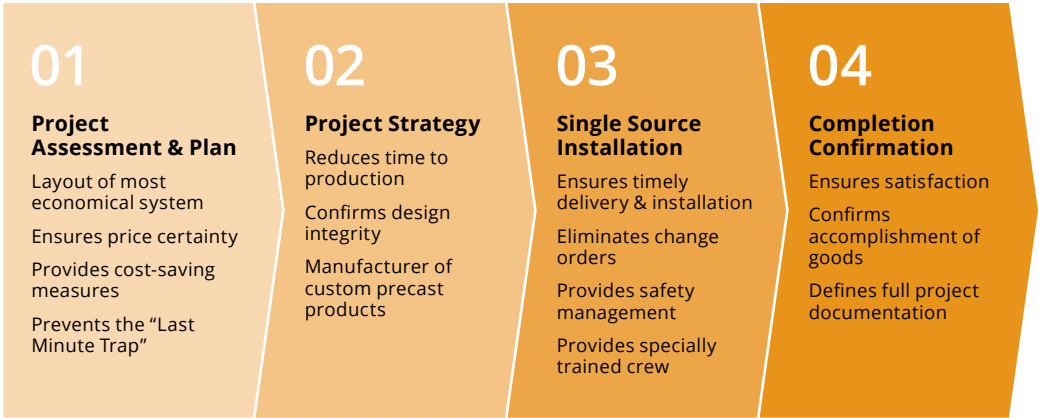 01
Project
Assessment & Plan
Layout of most
economical system
Ensures price certainty
Provides cost-saving
measures
Prevents the “Last
Minute Trap”
02
Project Strategy
Reduces time to
production
Confirms design
integrity
Manufacturer of
custom precast
products
03
Single Source
Installation
Ensures timely
delivery & installation
Eliminates change
orders
Provides safety
management
Provides specially
trained crew
04
Completion
Confirmation
Ensures satisfaction
Confirms
accomplishment of
goods
Defines full project
documentation